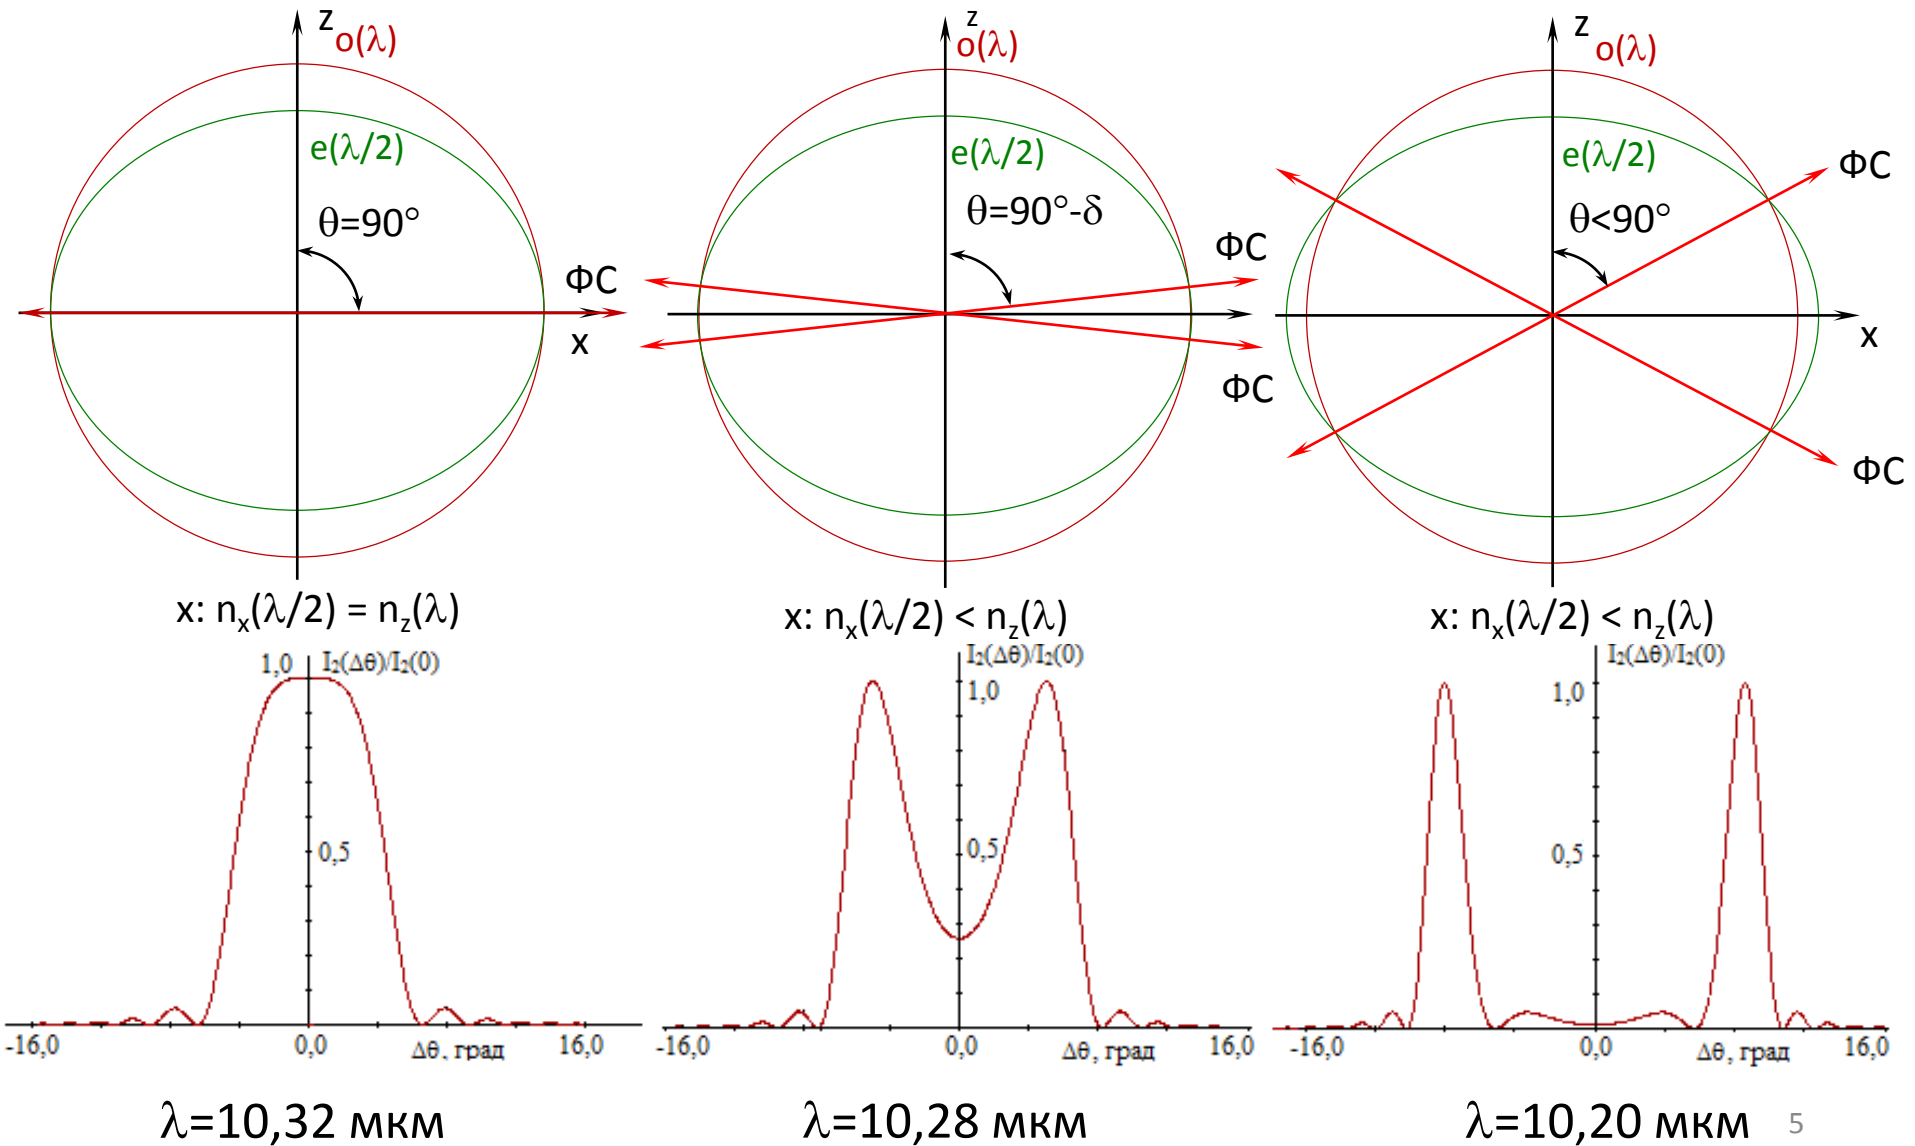 z
o(λ)
e(λ/2)
θ=90°
ФС
x
x: nₓ(λ/2) = n_z(λ)
z
o(λ)
e(λ/2)
θ=90°-δ
ФС
ФС
x: nₓ(λ/2) < n_z(λ)
z
o(λ)
e(λ/2)
θ<90°
ФС
x
ФС
x: nₓ(λ/2) < n_z(λ)
1,0 I₂(Δθ)/I₂(0)
0,5
-16,0 0,0 Δθ, град 16,0
λ=10,32 мкм
I₂(Δθ)/I₂(0)
1,0
0,5
-16,0 0,0 Δθ, град 16,0
λ=10,28 мкм
I₂(Δθ)/I₂(0)
1,0
0,5
-16,0 0,0 Δθ, град 16,0
λ=10,20 мкм
5